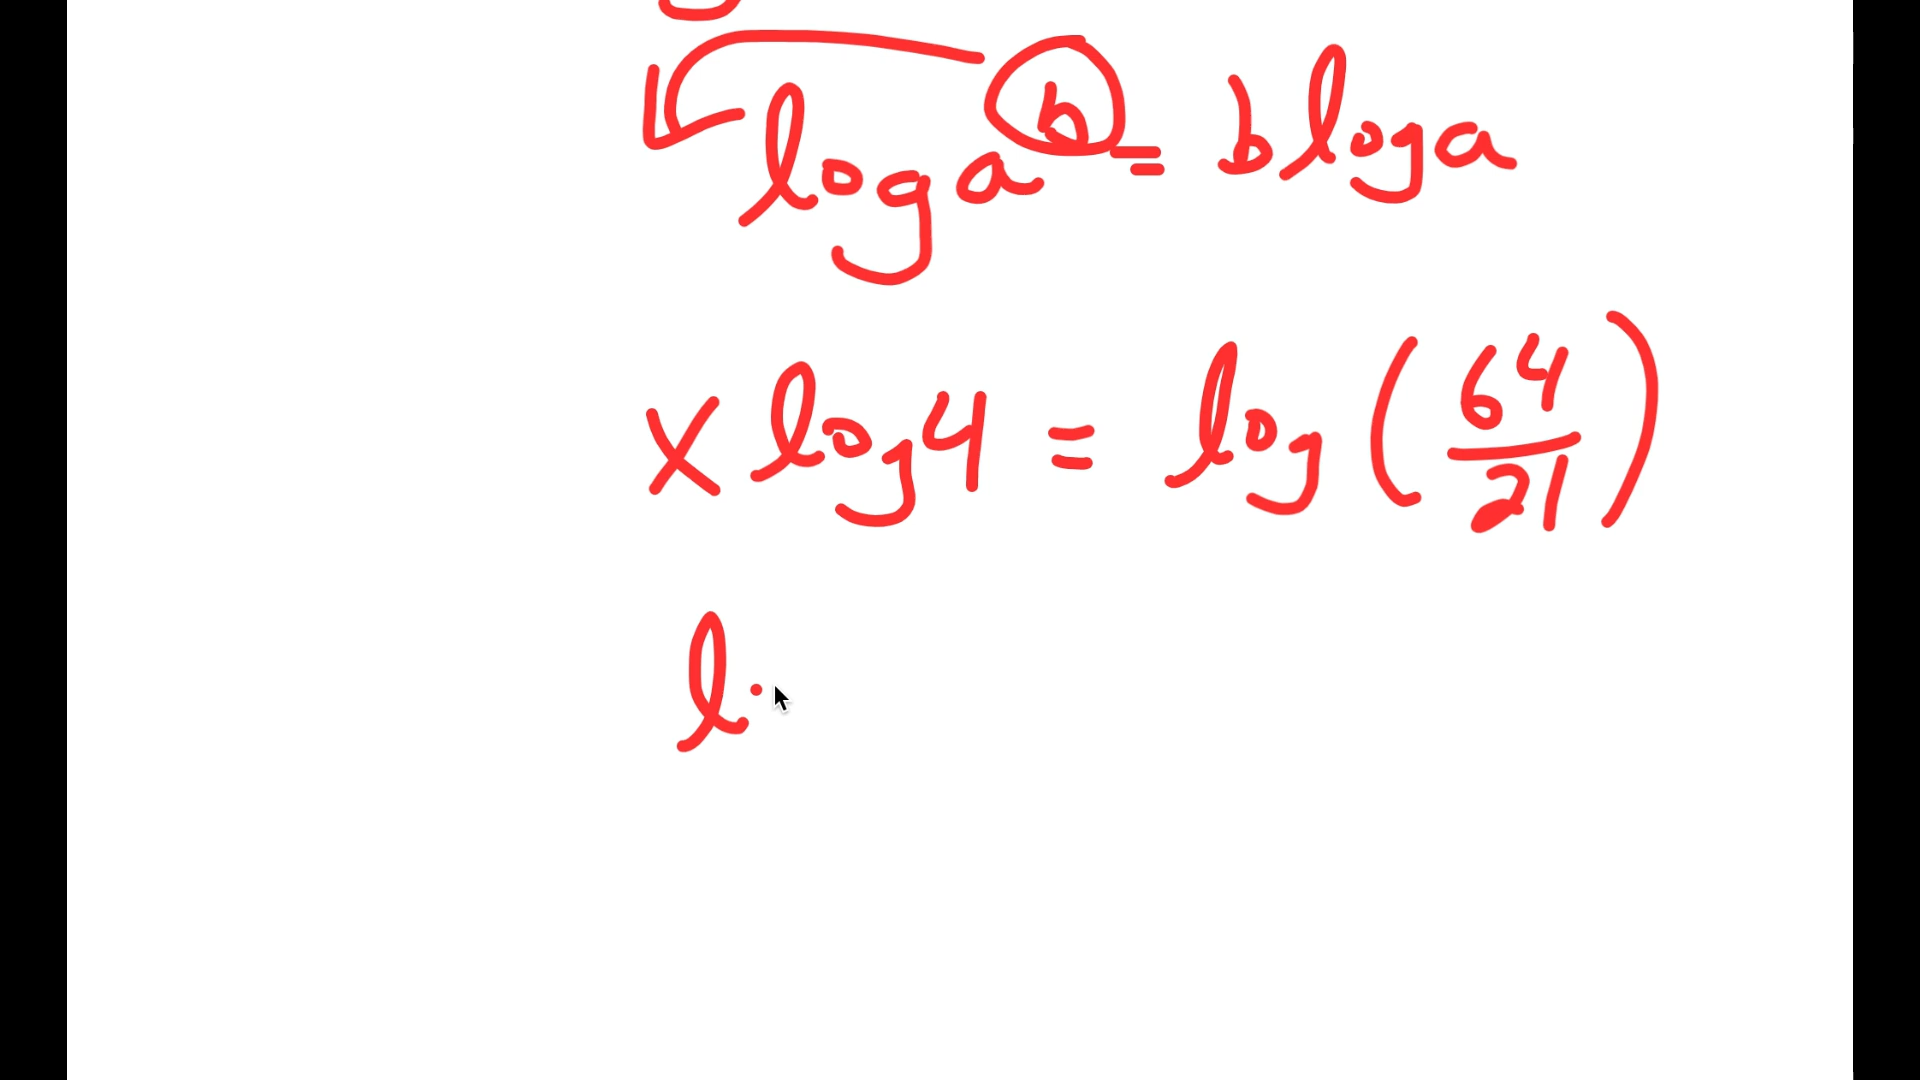 log a^b = b log a
x log 4 = log (64/21)
l